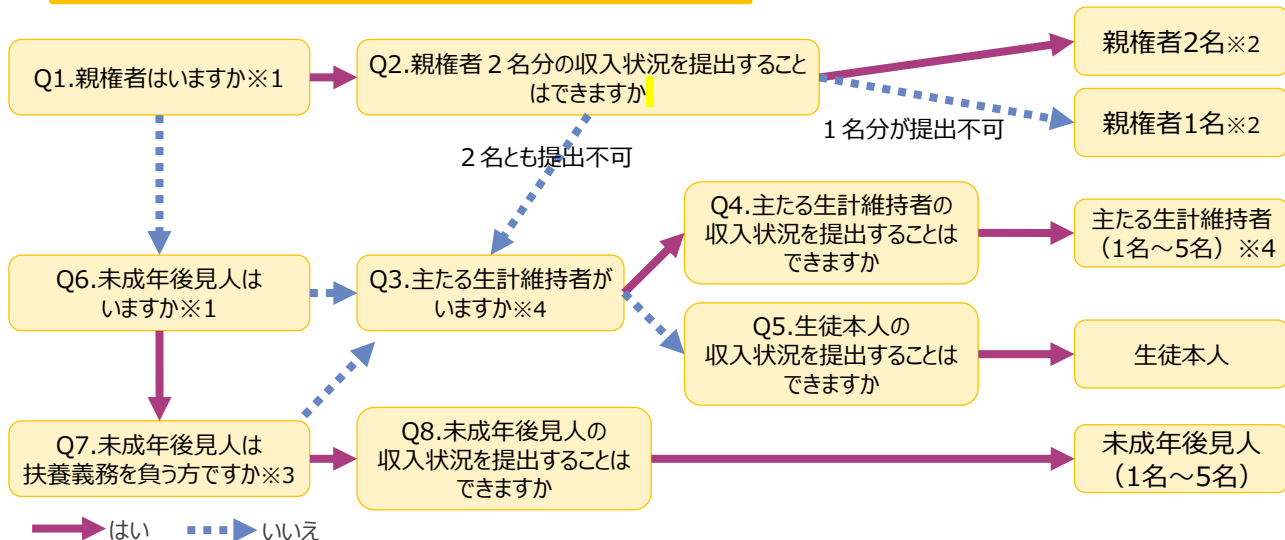 Q1.親権者はいますか※1
Q2.親権者２名分の収入状況を提出すること
はできますか
親権者2名※2
親権者1名※2
１名分が提出不可
２名とも提出不可
Q6.未成年後見人は
いますか※1
Q3.主たる生計維持者が
いますか※4
Q4.主たる生計維持者の
収入状況を提出することは
できますか
主たる生計維持者
（1名～5名）※4
Q5.生徒本人の
収入状況を提出することは
できますか
生徒本人
Q7.未成年後見人は
扶養義務を負う方ですか※3
Q8.未成年後見人の
収入状況を提出することは
できますか
未成年後見人
（1名～5名）
はい
いいえ